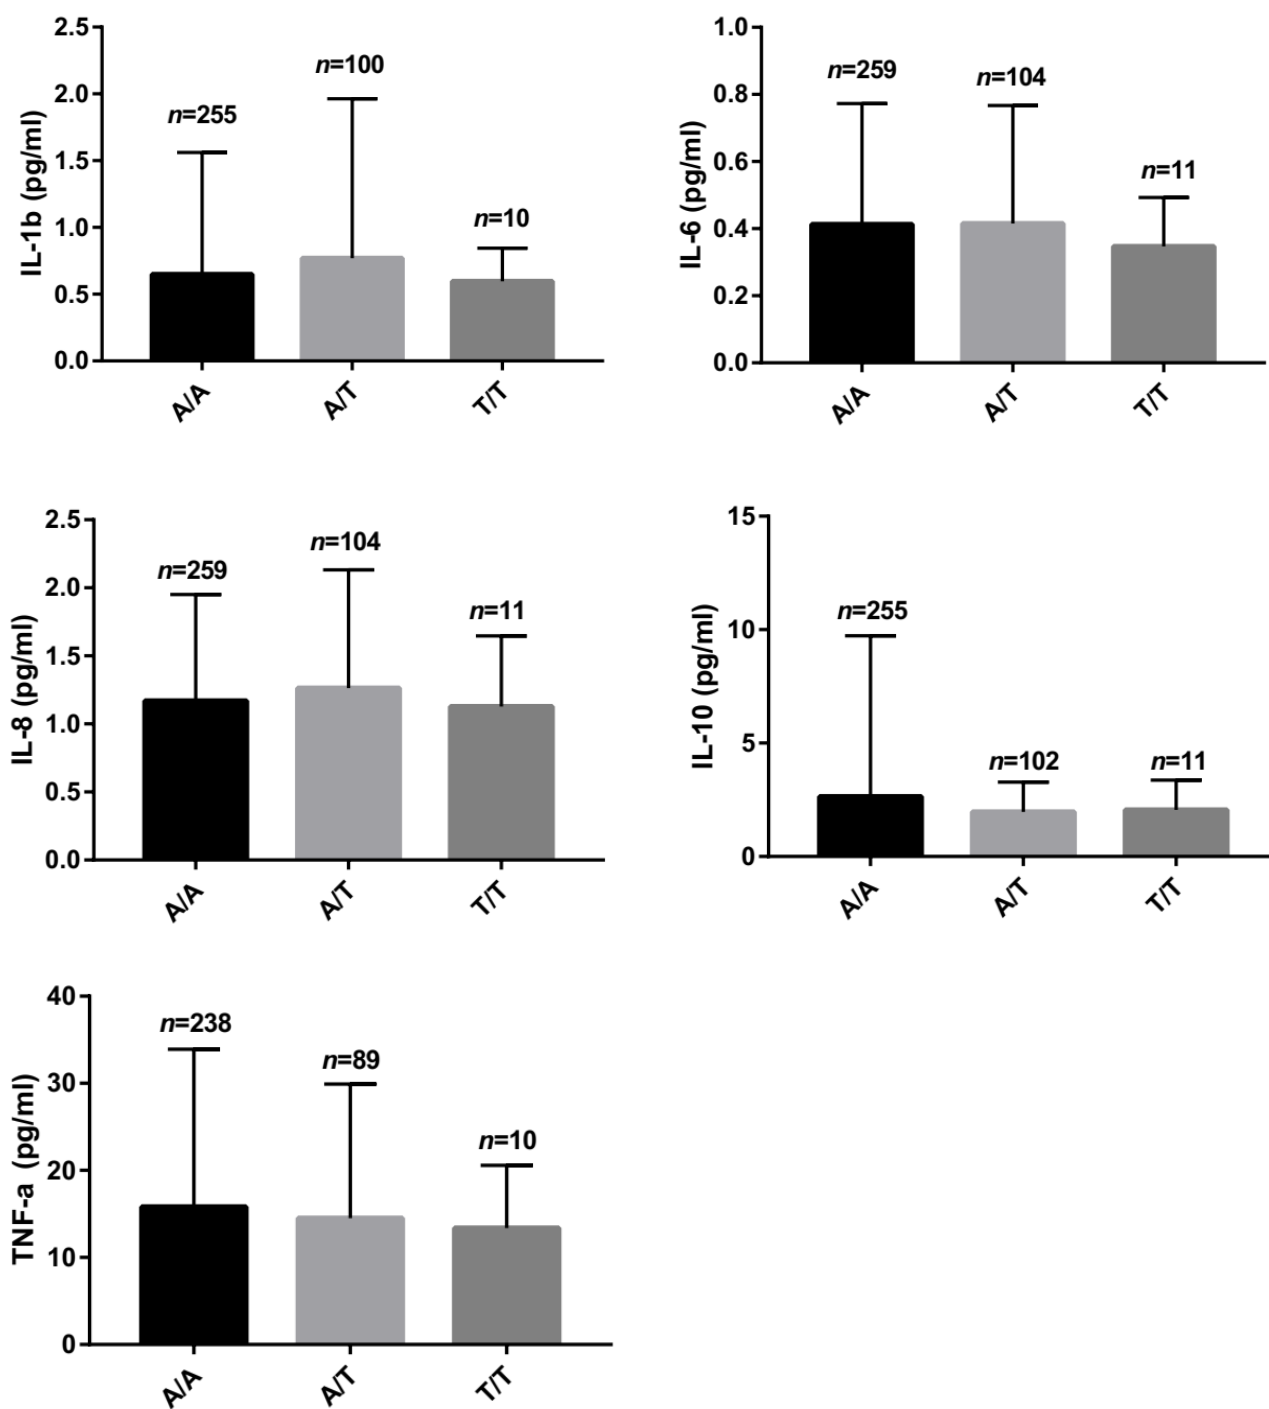 IL-1b (pg/ml)
2.5
2.0
1.5
1.0
0.5
0.0
n=255
n=100
n=10
A/A
A/T
T/T
IL-6 (pg/ml)
1.0
0.8
0.6
0.4
0.2
0.0
n=259
n=104
n=11
A/A
A/T
T/T
IL-8 (pg/ml)
2.5
2.0
1.5
1.0
0.5
0.0
n=259
n=104
n=11
A/A
A/T
T/T
IL-10 (pg/ml)
15
10
5
0
n=255
n=102
n=11
A/A
A/T
T/T
TNF-a (pg/ml)
40
30
20
10
0
n=238
n=89
n=10
A/A
A/T
T/T